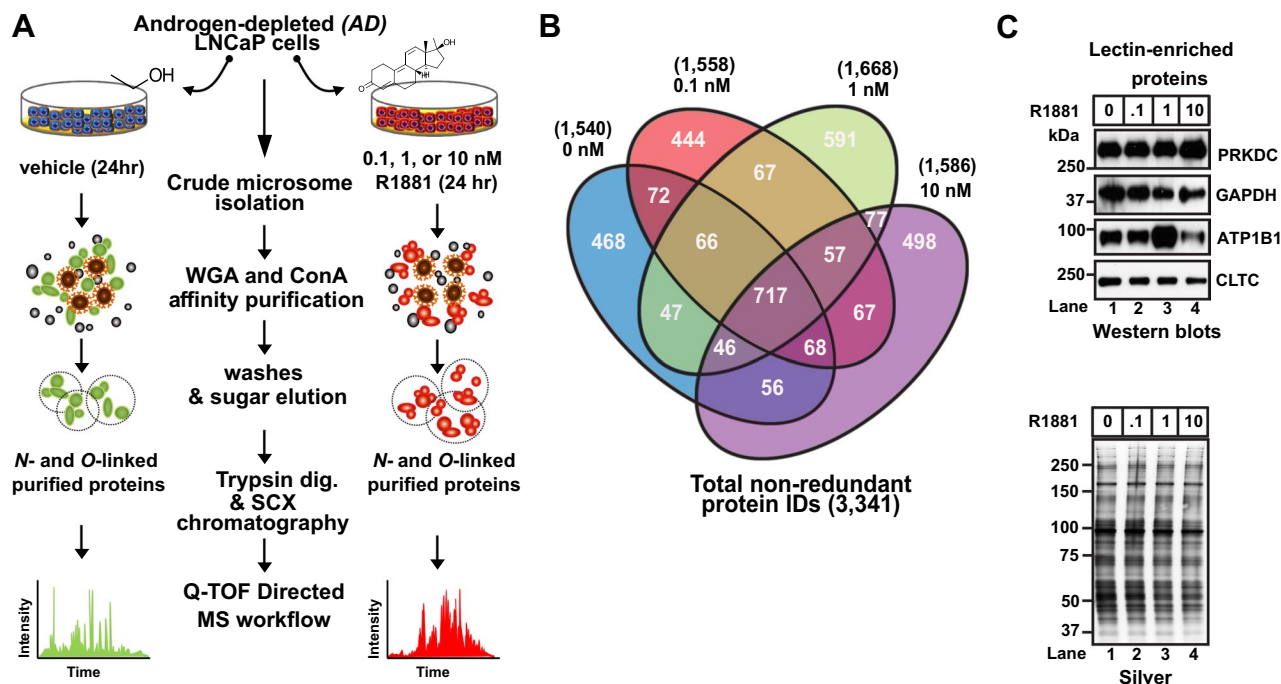 A
Androgen-depleted (AD)
LNCaP cells
OH
OH
O
H
H
vehicle (24hr)
0.1, 1, or 10 nM
R1881 (24 hr)
Crude microsome
isolation
WGA and ConA
affinity purification
washes
& sugar elution
N- and O-linked
purified proteins
Trypsin dig.
& SCX
chromatography
N- and O-linked
purified proteins
Q-TOF Directed
MS workflow
Intensity
Time
Intensity
Time
B
(1,540)
0 nM
(1,558)
0.1 nM
(1,668)
1 nM
(1,586)
10 nM
444
591
67
72
77
468
66
57
498
717
47
67
46
68
56
Total non-redundant
protein IDs (3,341)
C
Lectin-enriched
proteins
R1881 0 .1 1 10
kDa
250
PRKDC
37
GAPDH
100
ATP1B1
250
CLTC
Lane 1 2 3 4
Western blots
R1881 0 .1 1 10
250
150
100
75
50
37
Lane 1 2 3 4
Silver